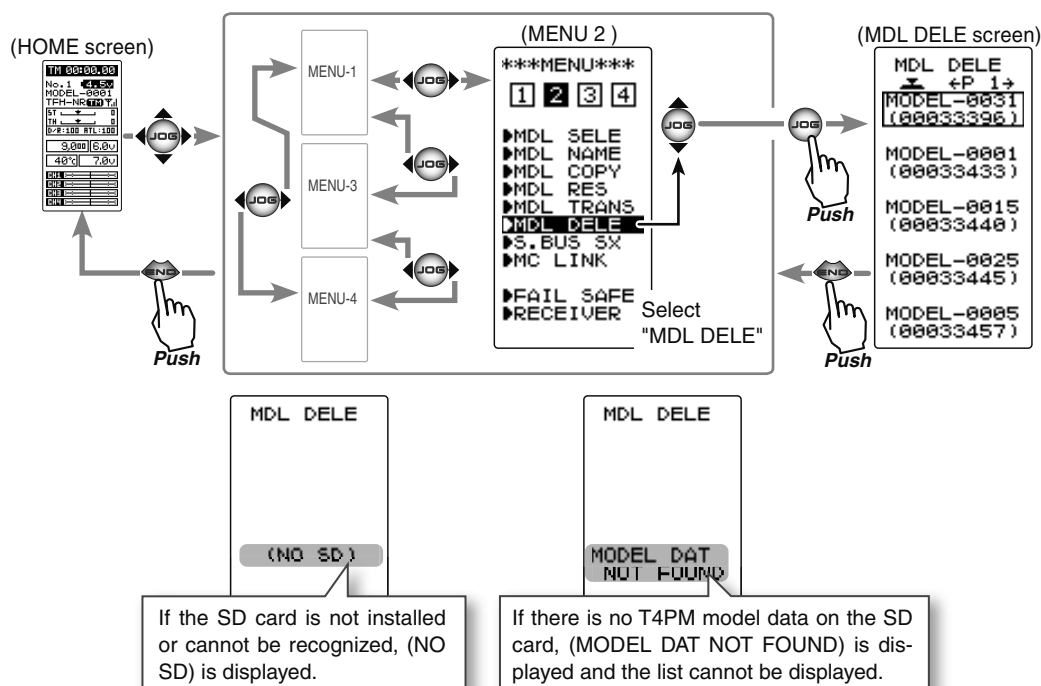 (HOME screen)
TM 00:00.00
No.1 4.5v
MODEL-0001
TFH-NR TM
ST 0
TH 0
D/R:100 ATL:100
9,000 6.0v
40°c 7.0v
CH1
CH2
CH3
CH4
JOG
END
Push
MENU-1
MENU-3
MENU-4
JOG
JOG
JOG
JOG
(MENU 2 )
***MENU***
1 2 3 4
MDL SELE
MDL NAME
MDL COPY
MDL RES
MDL TRANS
MDL DELE
S.BUS SX
MC LINK
FAIL SAFE
RECEIVER
JOG
Select
"MDL DELE"
JOG
Push
END
Push
(MDL DELE screen)
MDL DELE
←P 1→
MODEL-0031
(00033396)
MODEL-0001
(00033433)
MODEL-0015
(00033440)
MODEL-0025
(00033445)
MODEL-0005
(00033457)
MDL DELE
(NO SD)
If the SD card is not installed
or cannot be recognized, (NO
SD) is displayed.
MDL DELE
MODEL DAT
NOT FOUND
If there is no T4PM model data on the SD
card, (MODEL DAT NOT FOUND) is dis-
played and the list cannot be displayed.